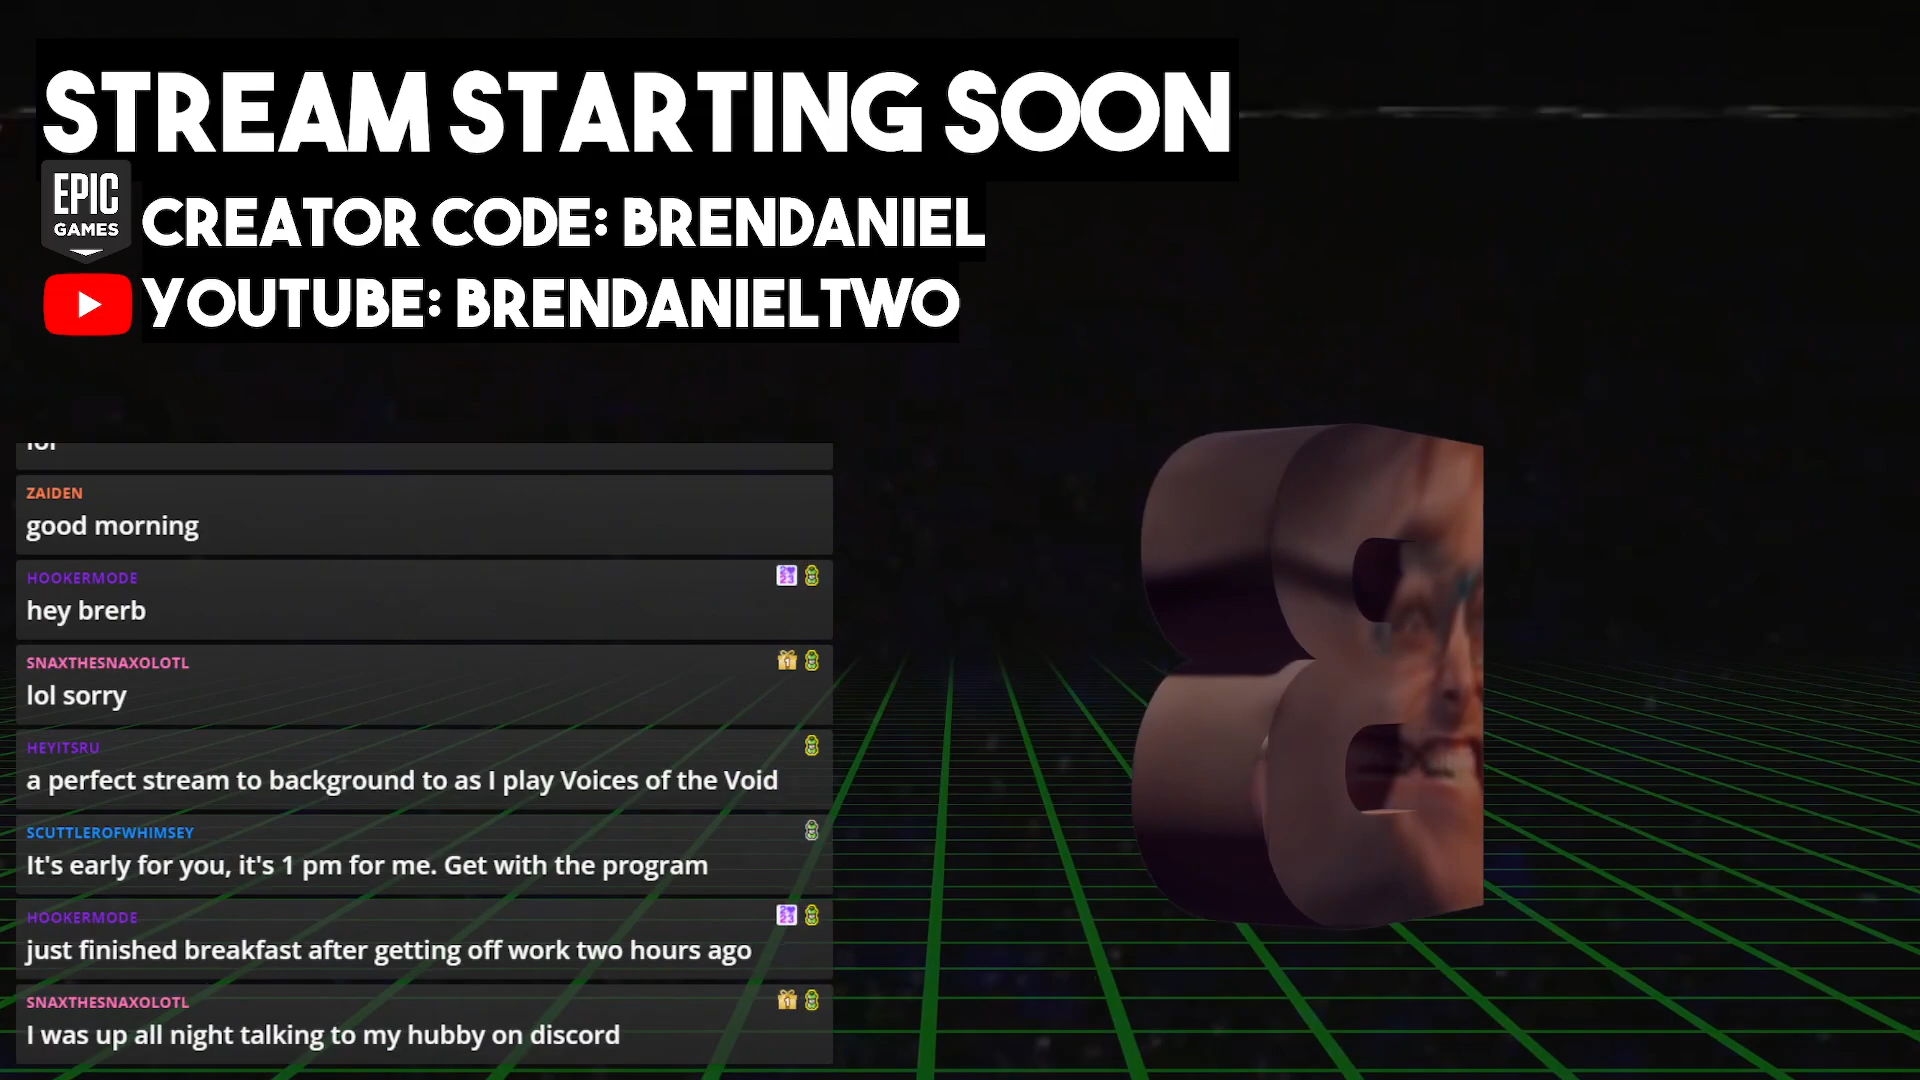 STREAM STARTING SOON
EPIC
GAMES
CREATOR CODE: BRENDANIEL
YOUTUBE: BRENDANIELTWO
lol
ZAIDEN
good morning
HOOKERMODE
hey brerb
SNAXTHESNAXOLOTL
lol sorry
HEYITSRU
a perfect stream to background to as I play Voices of the Void
SCUTTLEROFWHIMSEY
It's early for you, it's 1 pm for me. Get with the program
HOOKERMODE
just finished breakfast after getting off work two hours ago
SNAXTHESNAXOLOTL
I was up all night talking to my hubby on discord